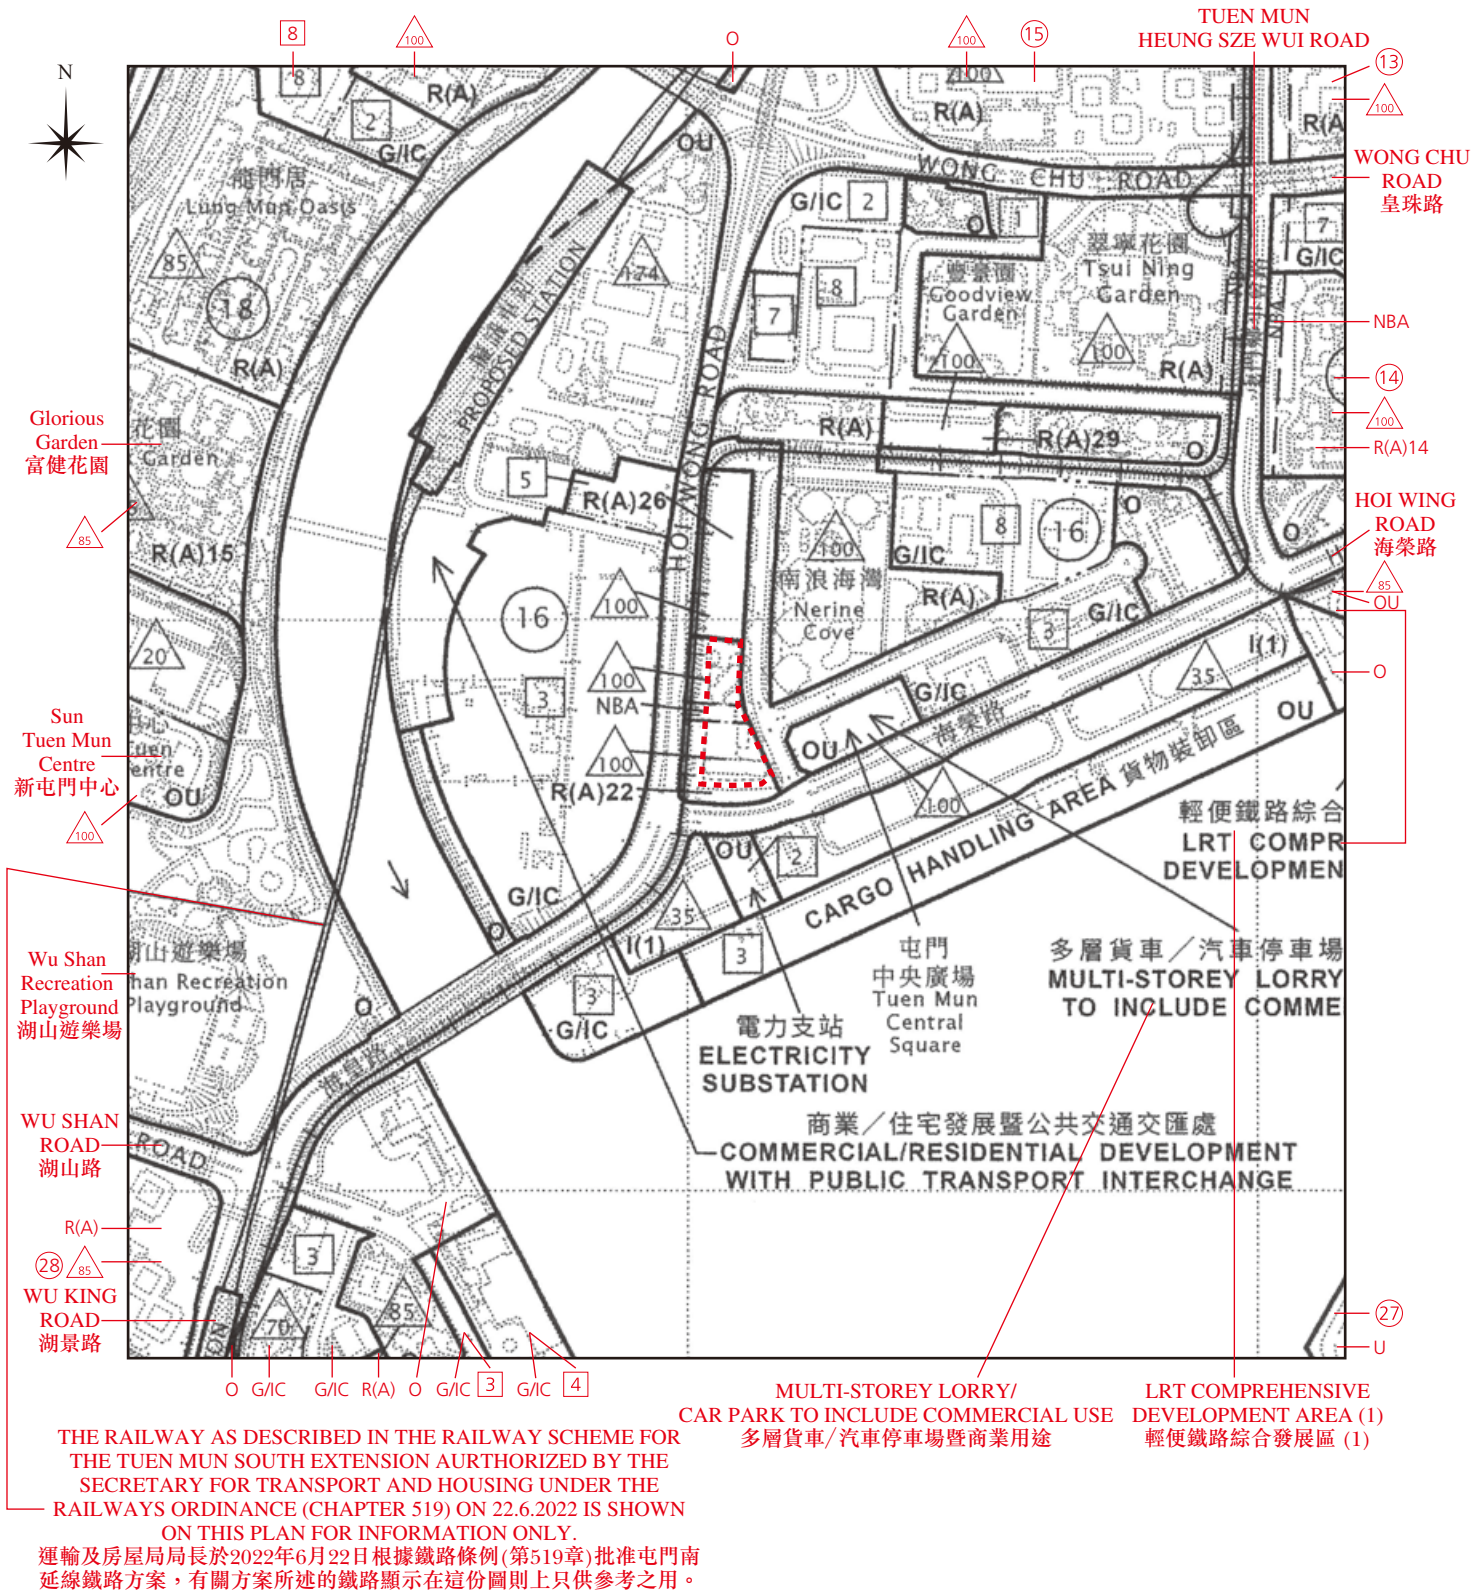 TUEN MUN
HEUNG SZE WUI ROAD
8
100
O
100
15
13
100
WONG CHU
ROAD
皇珠路
NBA
14
100
R(A)14
HOI WING
ROAD
海榮路
85
OU
O
27
U
N
Glorious
Garden
富健花園
85
Sun
Tuen Mun
Centre
新屯門中心
100
Wu Shan
Recreation
Playground
湖山遊樂場
WU SHAN
ROAD
湖山路
R(A)
28
85
WU KING
ROAD
湖景路
8
R(A)
2
G/IC
龍門居
Lung Mun Oasis
85
18
R(A)
花園
Garden
R(A)15
20
OU
OU
PROPOSED STATION
174
HOI WONG ROAD
100
R(A)
WONG CHU ROAD
R(A
G/IC
2
O
1
7
G/IC
翠寧花園
Tsui Ning
Garden
豐景園
Goodview
Garden
8
7
100
100
R(A)
NBA
R(A)
R(A)29
O
5
R(A)26
100
南浪海灣
Nerine
Cove
8
16
G/IC
O
O
R(A)
16
100
3
G/IC
100
NBA
3
100
R(A)22
I(1)
35
G/IC
OU
海榮路
OU
100
CARGO HANDLING AREA 貨物裝卸區
OU
2
35
I(1)
3
G/IC
O
3
G/IC
輕便鐵路綜合
LRT COMPR
DEVELOPMEN
屯門
中央廣場
Tuen Mun
Central
Square
多層貨車／汽車停車場
MULTI-STOREY LORRY
TO INCLUDE COMME
電力支站
ELECTRICITY
SUBSTATION
商業／住宅發展暨公共交通交匯處
COMMERCIAL/RESIDENTIAL DEVELOPMENT
WITH PUBLIC TRANSPORT INTERCHANGE
湖山遊樂場
han Recreation
Playground
O
海皇路
ROAD
3
70
85
O
G/IC
G/IC
R(A)
O
G/IC
3
G/IC
4
MULTI-STOREY LORRY/
CAR PARK TO INCLUDE COMMERCIAL USE
多層貨車/汽車停車場暨商業用途
LRT COMPREHENSIVE
DEVELOPMENT AREA (1)
輕便鐵路綜合發展區 (1)
THE RAILWAY AS DESCRIBED IN THE RAILWAY SCHEME FOR
THE TUEN MUN SOUTH EXTENSION AURTHORIZED BY THE
SECRETARY FOR TRANSPORT AND HOUSING UNDER THE
RAILWAYS ORDINANCE (CHAPTER 519) ON 22.6.2022 IS SHOWN
ON THIS PLAN FOR INFORMATION ONLY.
運輸及房屋局局長於2022年6月22日根據鐵路條例(第519章)批准屯門南
延線鐵路方案，有關方案所述的鐵路顯示在這份圖則上只供參考之用。